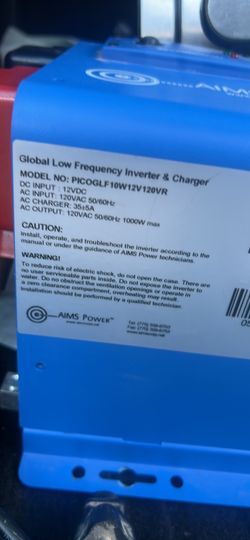 AIMS
Global Low Frequency Inverter & Charger
MODEL NO: PICOGLF10W12V120VR
DC INPUT : 12VDC
AC INPUT: 120VAC 50/60Hz
AC CHARGER: 35±5A
AC OUTPUT: 120VAC 50/60Hz 1000W max
CAUTION:
Install, operate, and troubleshoot the inverter according to the
manual or under the guidance of AIMS Power technicians
WARNING!
To reduce risk of electric shock, do not open the case. There are
no user serviceable parts inside. Do not expose the inverter to
water. Do not obstruct the ventilation openings or operate in
a zero clearance compartment, overheating may result.
Installation should be performed by a qualified technician.
AIMS POWER